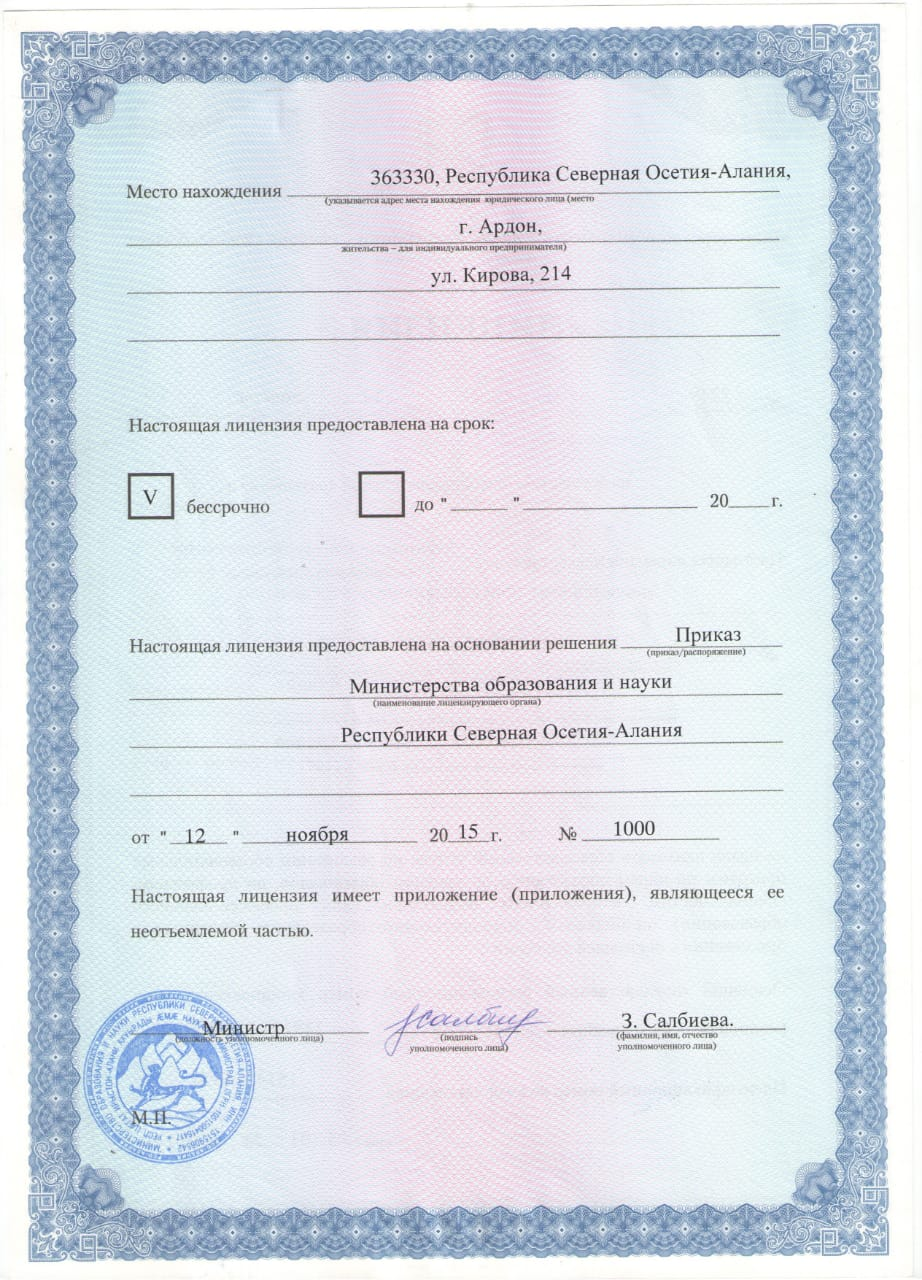 Место нахождения 363330, Республика Северная Осетия-Алания,
(указывается адрес места нахождения юридического лица (место
г. Ардон,
жительства – для индивидуального предпринимателя)
ул. Кирова, 214
Настоящая лицензия предоставлена на срок:
V бессрочно до " ______ " ____________________ 20____г.
Настоящая лицензия предоставлена на основании решения Приказ
(приказ/распоряжение)
Министерства образования и науки
(наименование лицензирующего органа)
Республики Северная Осетия-Алания
от " 12 " ноября 20 15 г. № 1000
Настоящая лицензия имеет приложение (приложения), являющееся ее
неотъемлемой частью.
Министр З. Салбиева.
(должность уполномоченного лица) (подпись (фамилия, имя, отчество
уполномоченного лица) уполномоченного лица)
М.П.